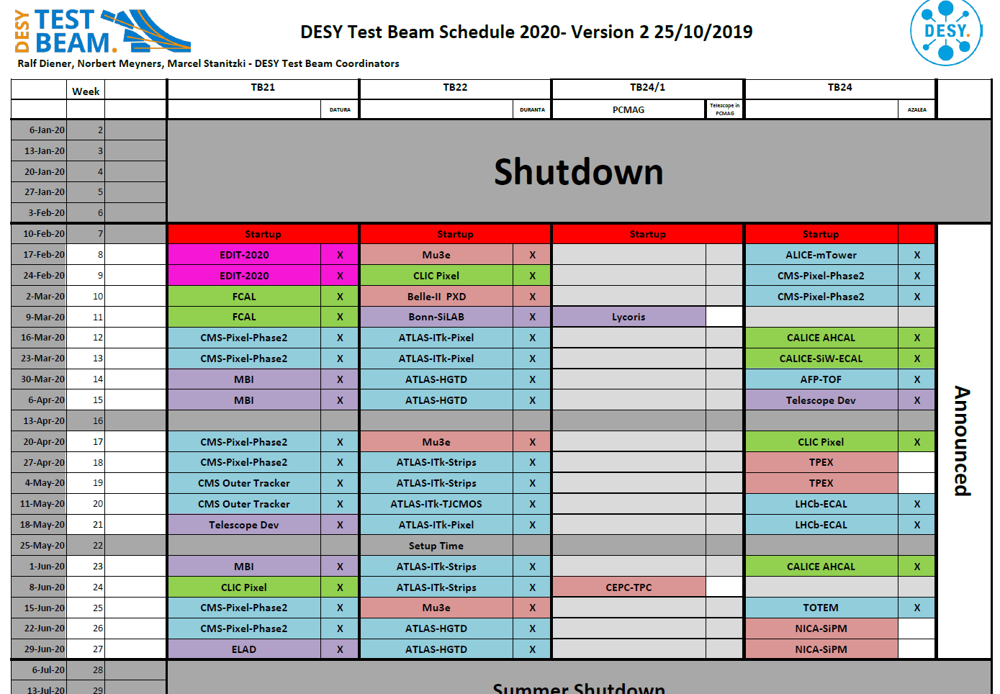 DESY TEST BEAM.
DESY Test Beam Schedule 2020- Version 2 25/10/2019
DESY.
Ralf Diener, Norbert Meyners, Marcel Stanitzki - DESY Test Beam Coordinators
Week TB21 TB22 TB24/1 TB24
DATURA DURANTA PCMAG Telescope in PCMAG AZALEA
6-Jan-20 2
13-Jan-20 3
20-Jan-20 4
27-Jan-20 5
3-Feb-20 6
Shutdown
10-Feb-20 7 Startup Startup Startup Startup
17-Feb-20 8 EDIT-2020 X Mu3e X ALICE-mTower X
24-Feb-20 9 EDIT-2020 X CLIC Pixel X CMS-Pixel-Phase2 X
2-Mar-20 10 FCAL X Belle-II PXD X CMS-Pixel-Phase2 X
9-Mar-20 11 FCAL X Bonn-SiLAB X Lycoris
16-Mar-20 12 CMS-Pixel-Phase2 X ATLAS-ITk-Pixel X CALICE AHCAL X
23-Mar-20 13 CMS-Pixel-Phase2 X ATLAS-ITk-Pixel X CALICE-SiW-ECAL X
30-Mar-20 14 MBI X ATLAS-HGTD X AFP-TOF X
6-Apr-20 15 MBI X ATLAS-HGTD X Telescope Dev X
13-Apr-20 16
20-Apr-20 17 CMS-Pixel-Phase2 X Mu3e X CLIC Pixel X
27-Apr-20 18 CMS-Pixel-Phase2 X ATLAS-ITk-Strips X TPEX
4-May-20 19 CMS Outer Tracker X ATLAS-ITk-Strips X TPEX
11-May-20 20 CMS Outer Tracker X ATLAS-ITk-TJCMOS X LHCb-ECAL X
18-May-20 21 Telescope Dev X ATLAS-ITk-Pixel X LHCb-ECAL X
25-May-20 22 Setup Time
1-Jun-20 23 MBI X ATLAS-ITk-Strips X CALICE AHCAL X
8-Jun-20 24 CLIC Pixel X ATLAS-ITk-Strips X CEPC-TPC
15-Jun-20 25 CMS-Pixel-Phase2 X Mu3e X TOTEM X
22-Jun-20 26 CMS-Pixel-Phase2 X ATLAS-HGTD X NICA-SiPM
29-Jun-20 27 ELAD X ATLAS-HGTD X NICA-SiPM
Announced
6-Jul-20 28
13-Jul-20 29
Summer Shutdown